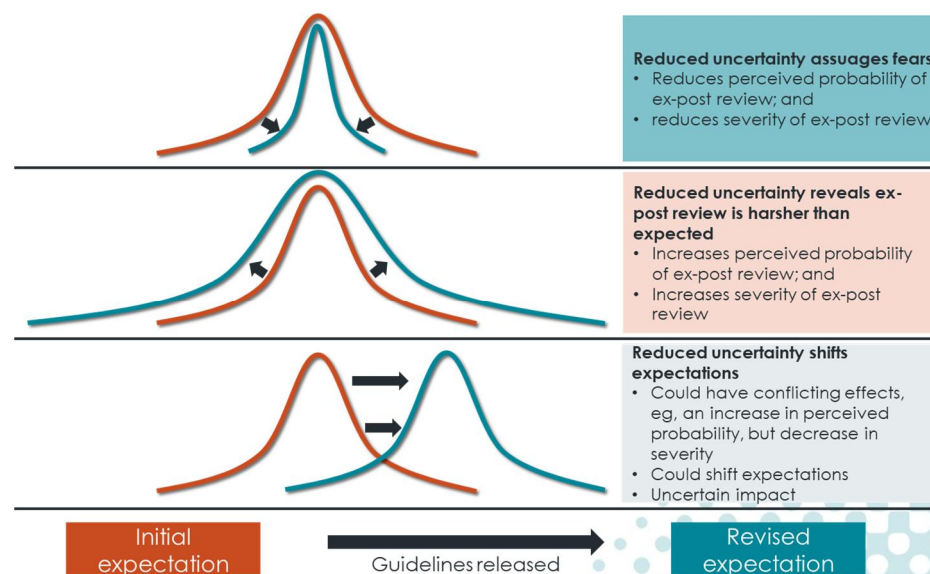 Reduced uncertainty assuages fears
• Reduces perceived probability of
ex-post review; and
• reduces severity of ex-post review
Reduced uncertainty reveals ex-
post review is harsher than
expected
• Increases perceived probability
of ex-post review; and
• Increases severity of ex-post
review
Reduced uncertainty shifts
expectations
• Could have conflicting effects,
eg, an increase in perceived
probability, but decrease in
severity
• Could shift expectations
• Uncertain impact
Initial
expectation
Guidelines released
Revised
expectation